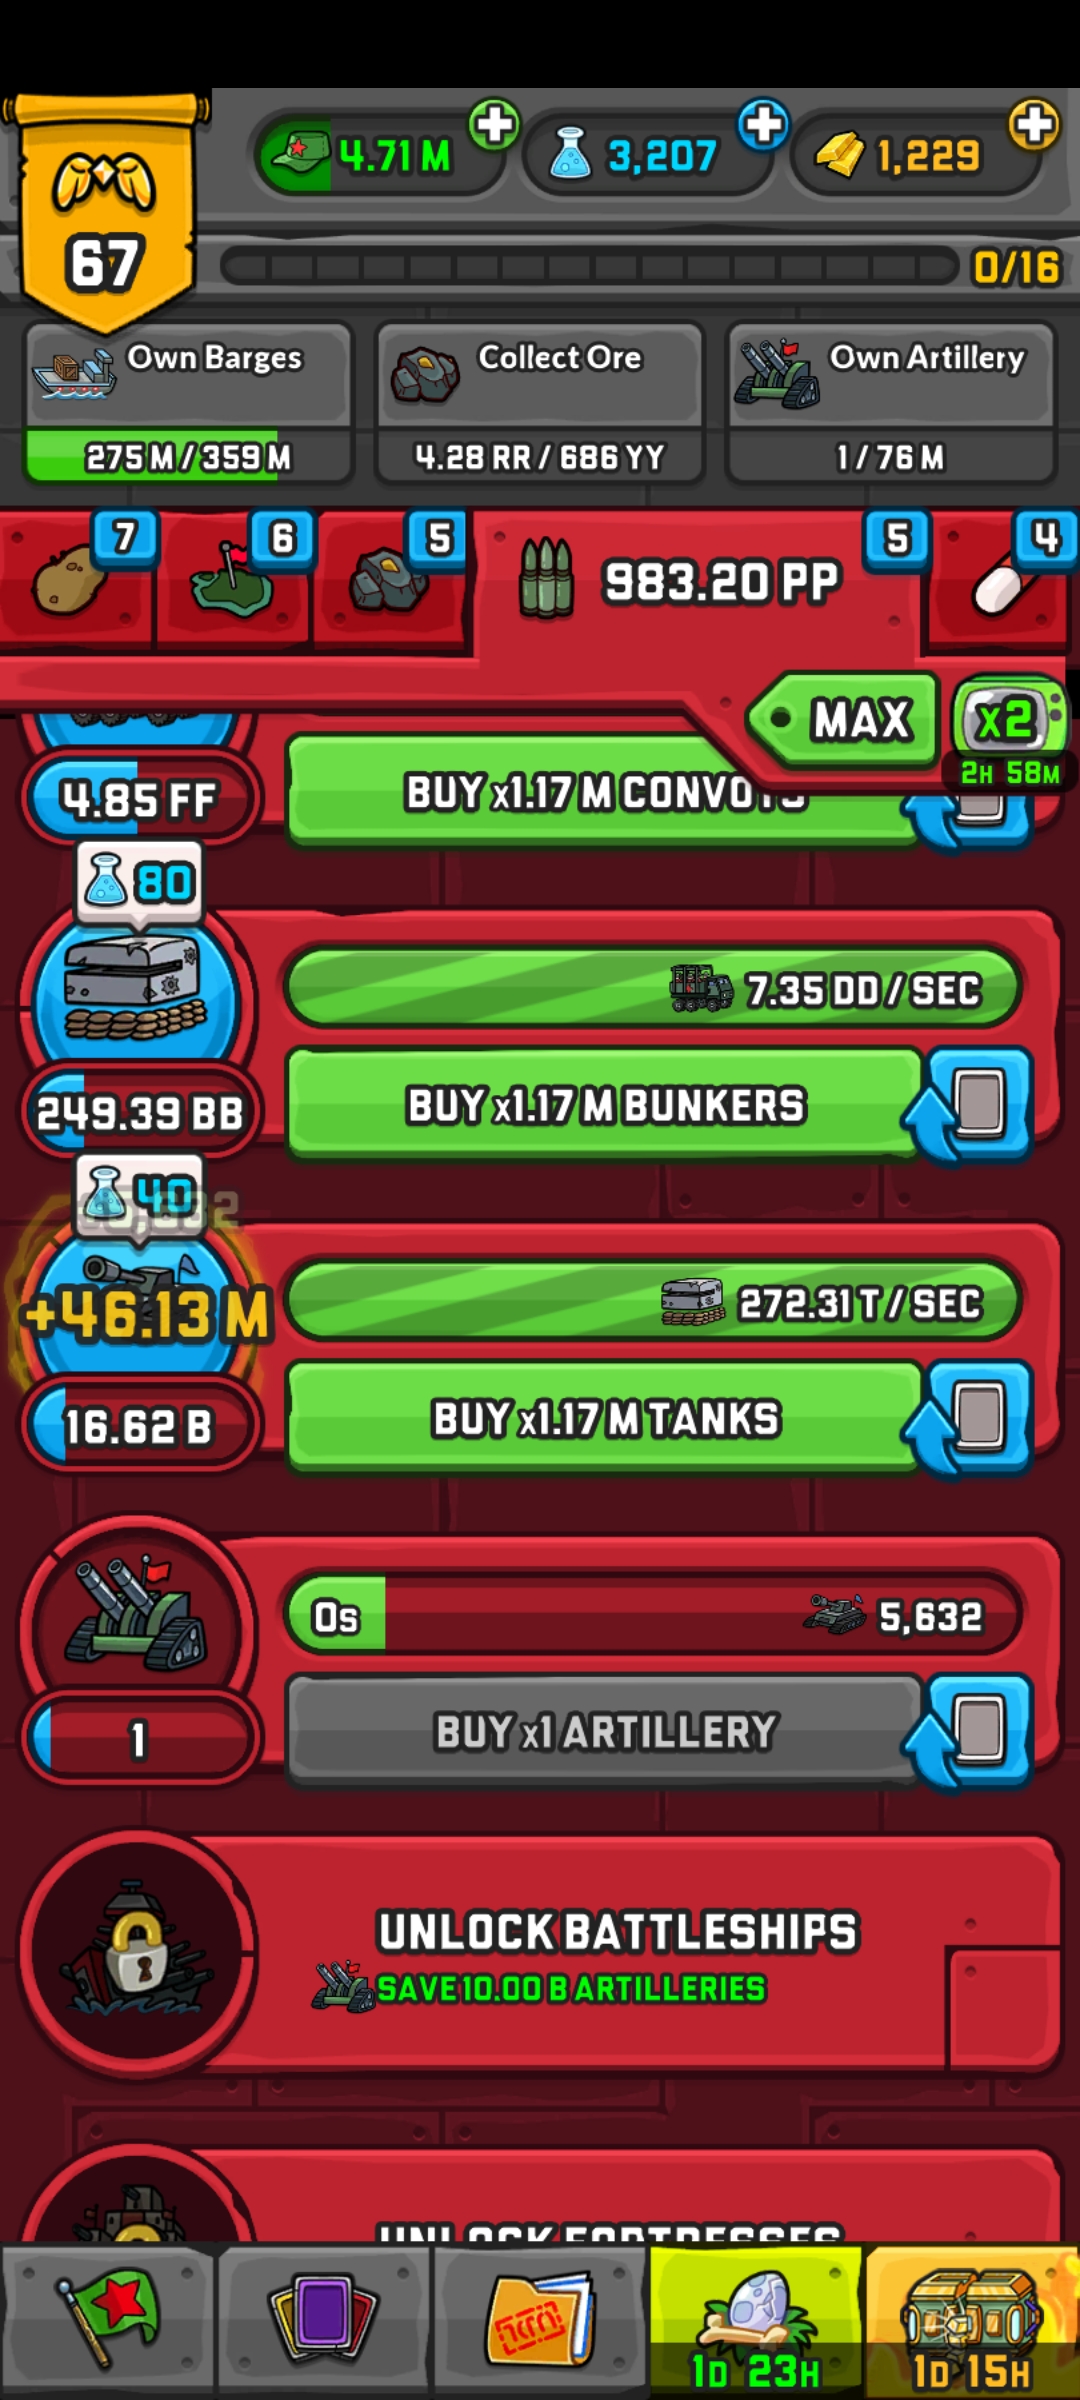 4.71 M
3,207
1,229
67
0/16
Own Barges
275 M / 359 M
Collect Ore
4.28 RR / 686 YY
Own Artillery
1 / 76 M
7
6
5
983.20 PP
5
4
MAX
x2
2H 58M
4.85 FF
BUY x1.17 M CONVOYS
80
7.35 DD / SEC
249.39 BB
BUY x1.17 M BUNKERS
40
+46.13 M
272.31 T / SEC
16.62 B
BUY x1.17 M TANKS
0s
5,632
1
BUY x1 ARTILLERY
UNLOCK BATTLESHIPS
SAVE 10.00 B ARTILLERIES
UNLOCK FORTRESSES
1D 23H
1D 15H